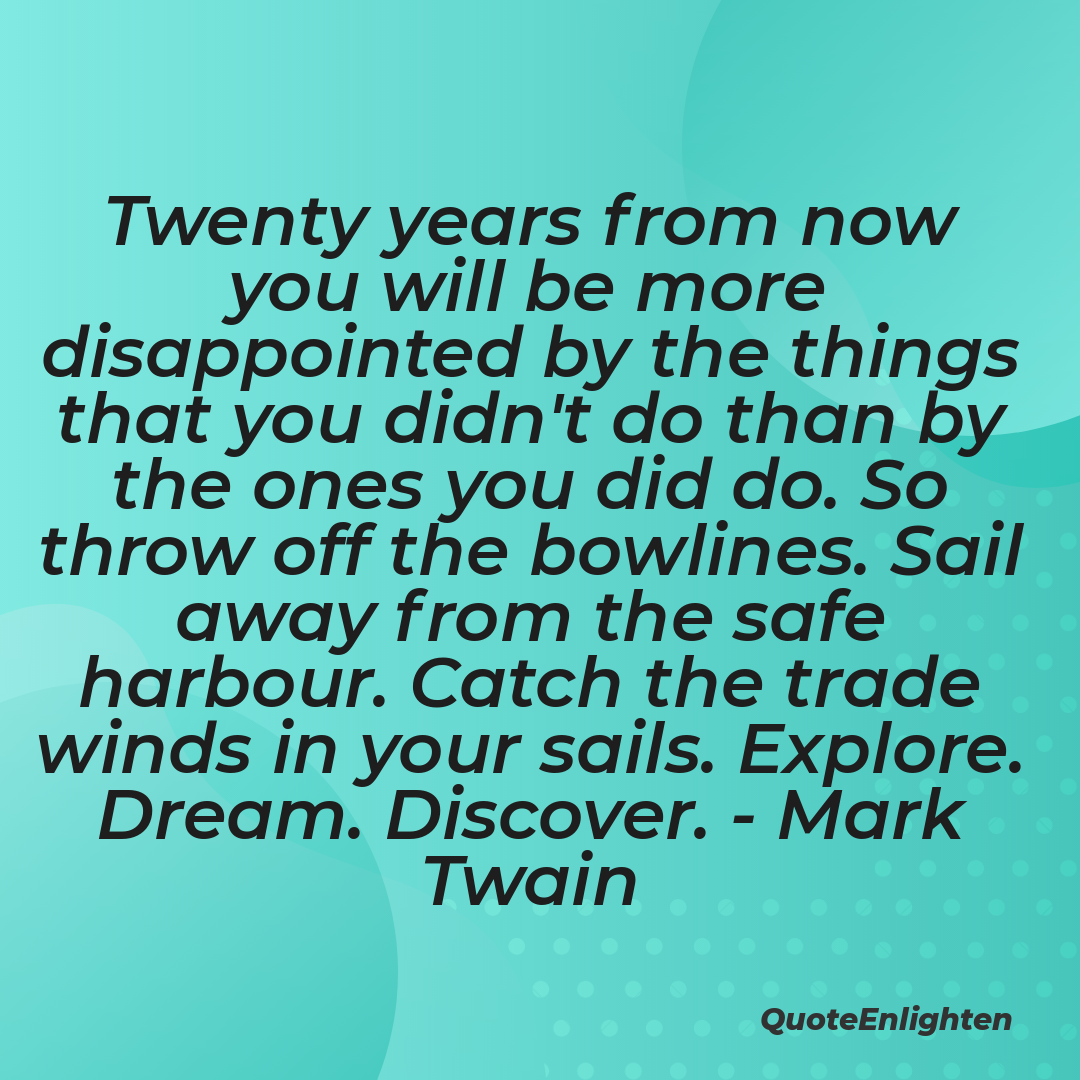 Twenty years from now
you will be more
disappointed by the things
that you didn't do than by
the ones you did do. So
throw off the bowlines. Sail
away from the safe
harbour. Catch the trade
winds in your sails. Explore.
Dream. Discover. - Mark
Twain
QuoteEnlighten